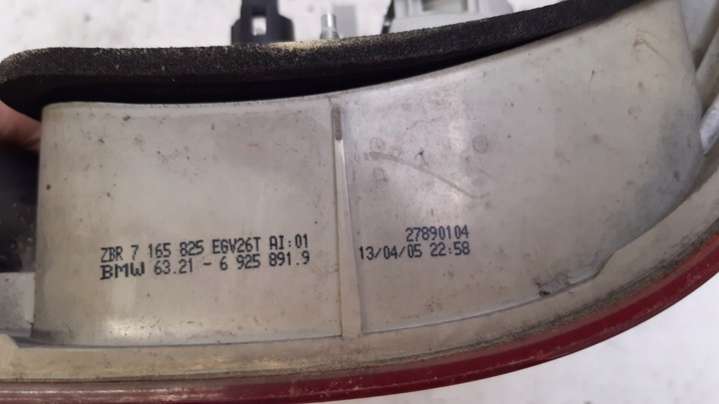 ZBR 7 165 825 EGV26T AI:01
BMW 63.21 - 6 925 891.9
27890104
13/04/05 22:58